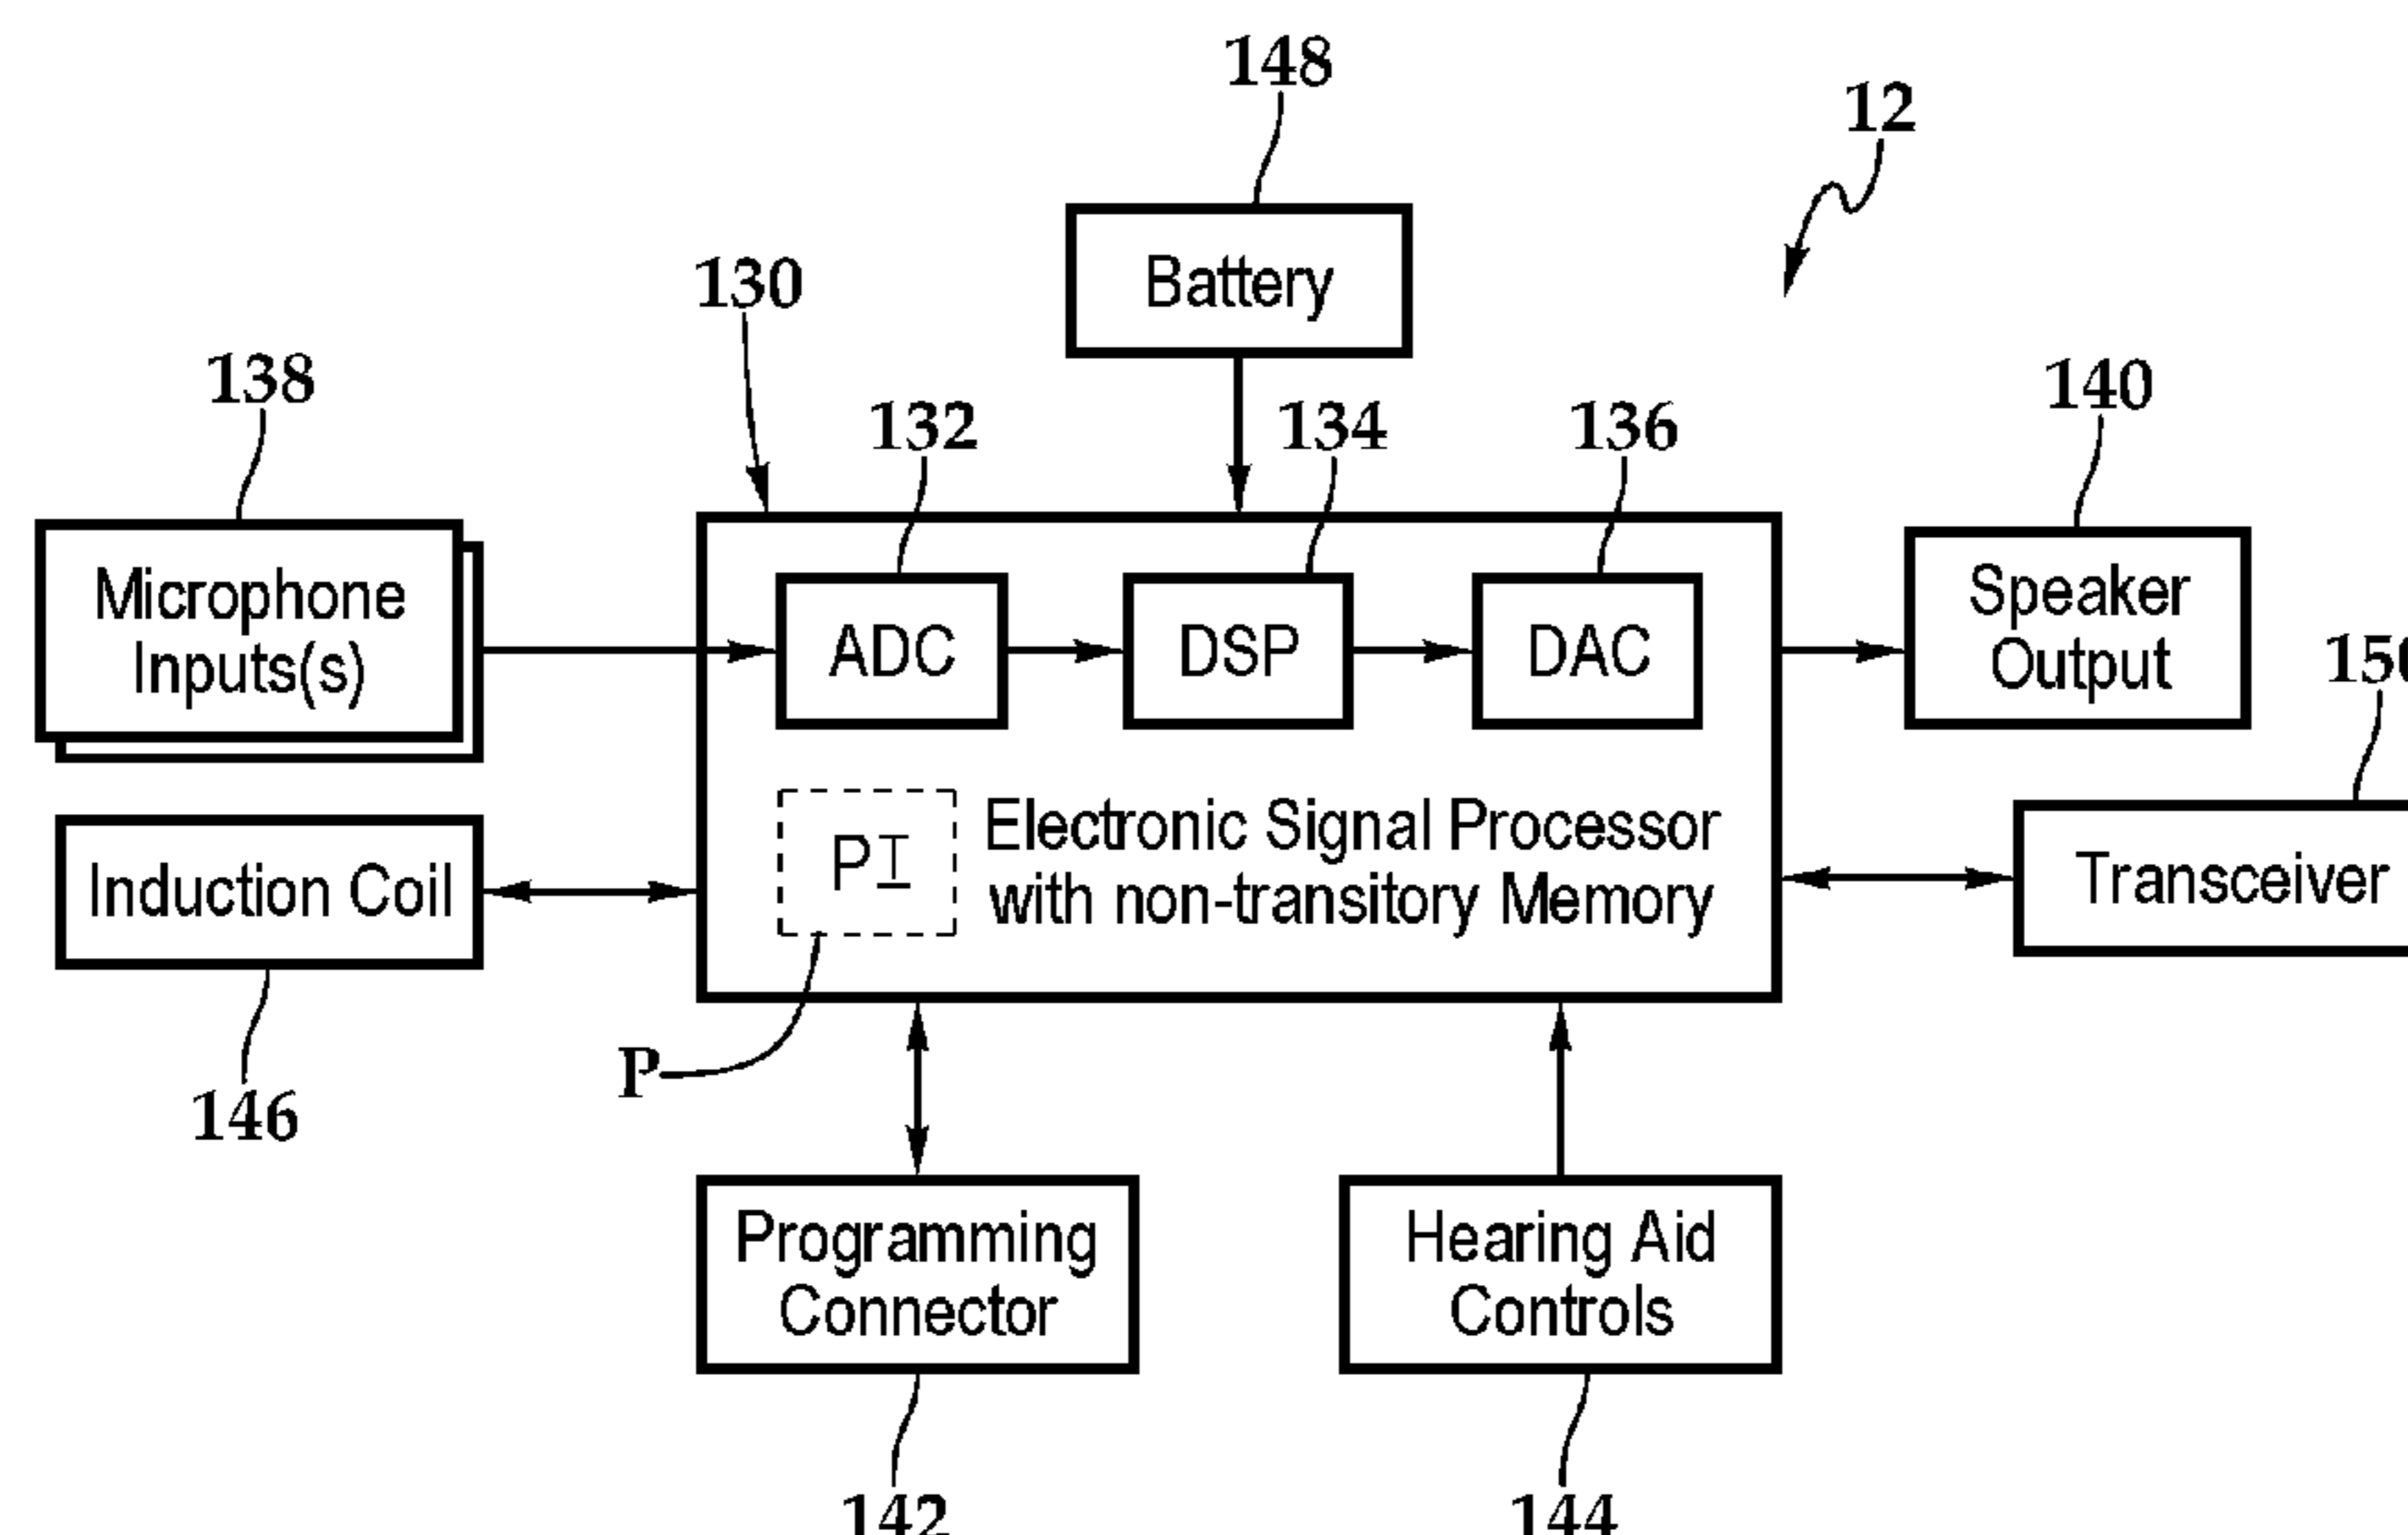 148
12
130
Battery
138
132
134
136
140
Microphone
Inputs(s)
ADC
DSP
DAC
Speaker
Output
Induction Coil
PI
Electronic Signal Processor
with non-transitory Memory
Transceiver
146
P
Programming
Connector
Hearing Aid
Controls
142
144